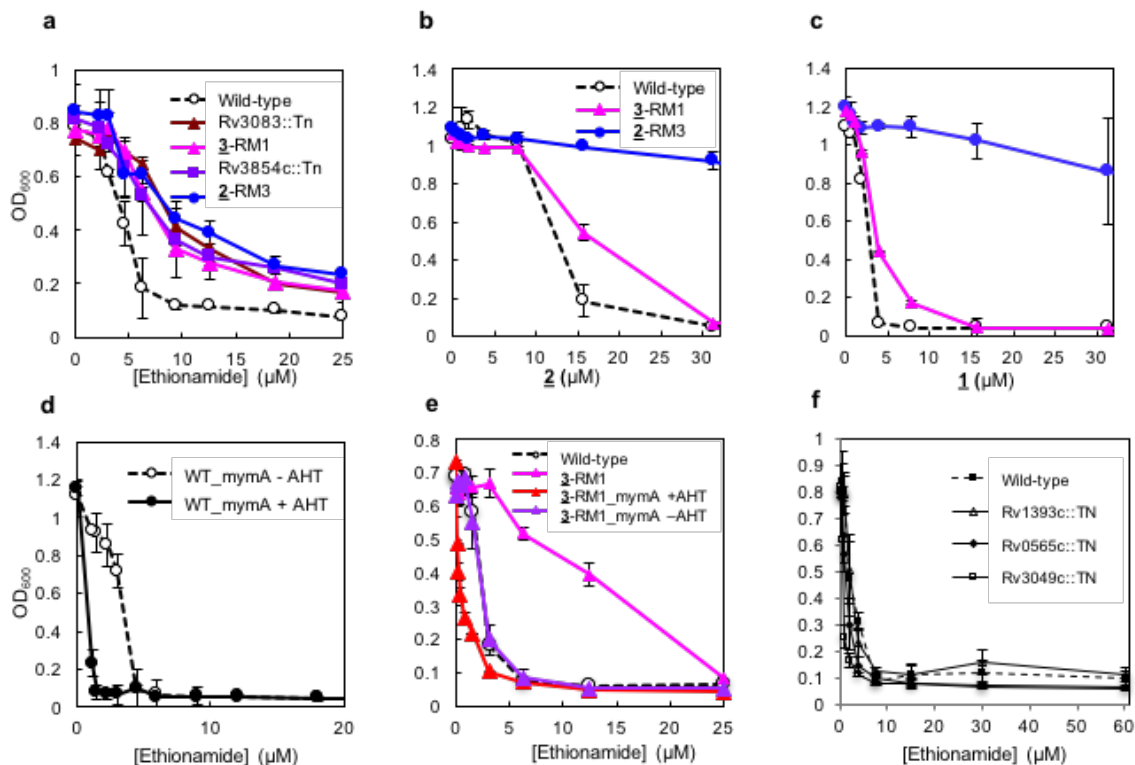 a
1
0.8
0.6
0.4
0.2
0
OD600
Wild-type
Rv3083::Tn
3-RM1
Rv3854c::Tn
2-RM3
0 5 10 15 20 25
[Ethionamide] (µM)
b
1.4
1.2
1
0.8
0.6
0.4
0.2
0
Wild-type
3-RM1
2-RM3
0 10 20 30
2 (µM)
c
1.4
1.2
1
0.8
0.6
0.4
0.2
0
0 5 10 15 20 25 30
1 (µM)
d
1.4
1.2
1
0.8
0.6
0.4
0.2
0
OD600
WT_mymA - AHT
WT_mymA + AHT
0 10 20
[Ethionamide] (µM)
e
0.8
0.7
0.6
0.5
0.4
0.3
0.2
0.1
0
Wild-type
3-RM1
3-RM1_mymA +AHT
3-RM1_mymA –AHT
0 5 10 15 20 25
[Ethionamide] (µM)
f
1
0.9
0.8
0.7
0.6
0.5
0.4
0.3
0.2
0.1
0
Wild-type
Rv1393c::TN
Rv0565c::TN
Rv3049c::TN
0 10 20 30 40 50 60
[Ethionamide] (µM)